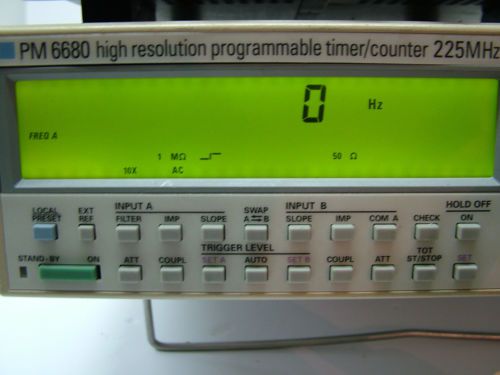 PM 6680 high resolution programmable timer/counter 225MHz
0 Hz
FREQ A
1 MΩ 50 Ω
10X AC
INPUT A INPUT B HOLD OFF
LOCAL PRESET EXT REF FILTER IMP SLOPE SWAP A⇆B SLOPE IMP COM A CHECK ON
TRIGGER LEVEL
STAND-BY ON ATT COUPL SET A AUTO SET B COUPL ATT TOT ST/STOP SET